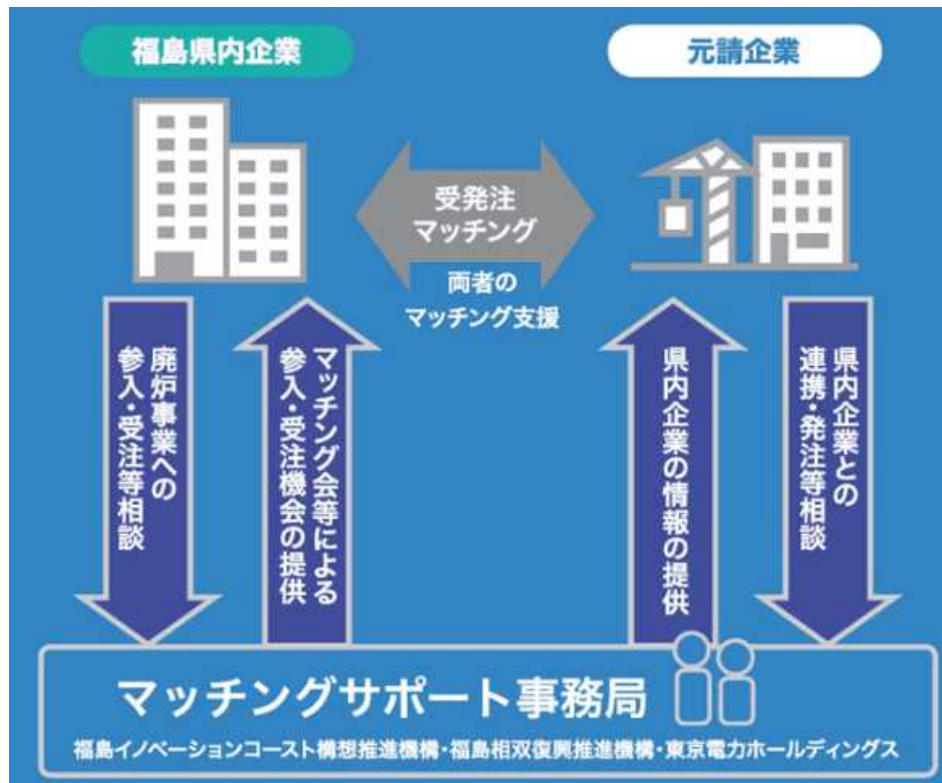 福島県内企業
元請企業
受発注
マッチング
両者の
マッチング支援
廃炉事業への
参入・受注等相談
マッチング会等による
参入・受注機会の提供
県内企業の情報の提供
県内企業との
連携・発注等相談
マッチングサポート事務局
福島イノベーションコースト構想推進機構・福島相双復興推進機構・東京電力ホールディングス